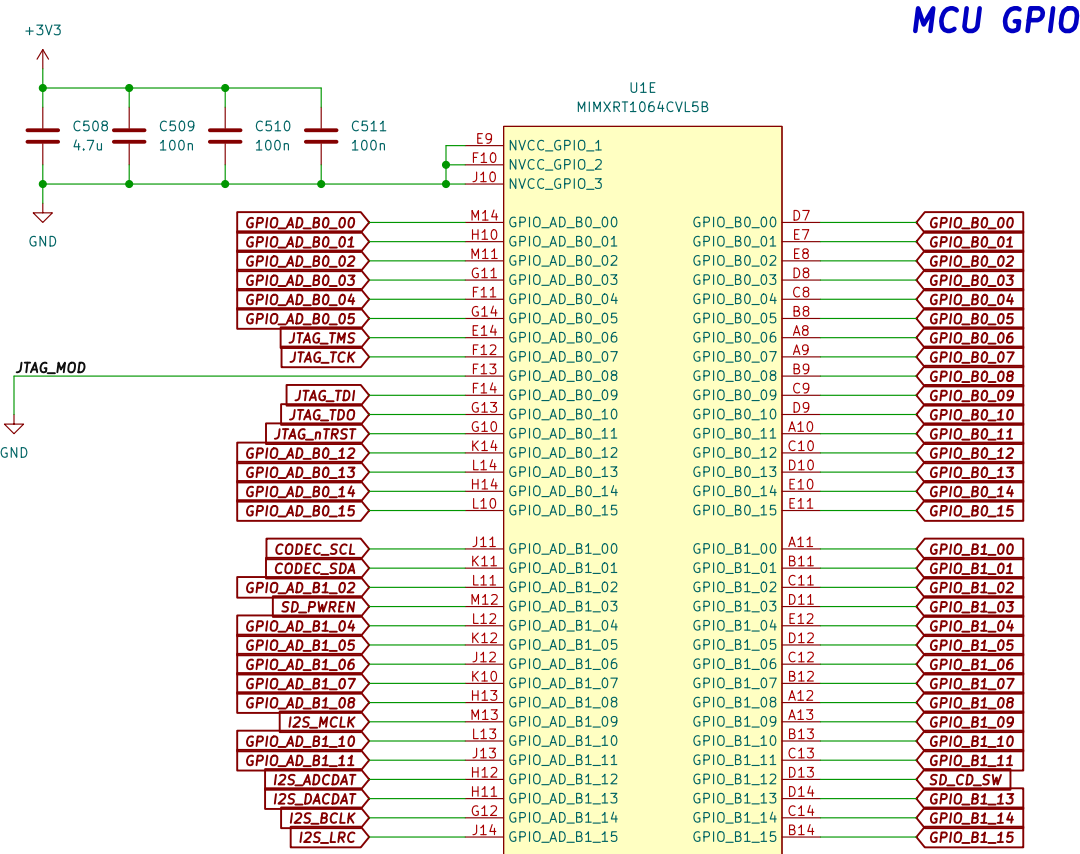 MCU GPIO
+3V3
C508 4.7u
C509 100n
C510 100n
C511 100n
GND
U1E
MIMXRT1064CVL5B
E9 NVCC_GPIO_1
F10 NVCC_GPIO_2
J10 NVCC_GPIO_3
GPIO_AD_B0_00 M14 GPIO_AD_B0_00 GPIO_B0_00 D7 GPIO_B0_00
GPIO_AD_B0_01 H10 GPIO_AD_B0_01 GPIO_B0_01 E7 GPIO_B0_01
GPIO_AD_B0_02 M11 GPIO_AD_B0_02 GPIO_B0_02 E8 GPIO_B0_02
GPIO_AD_B0_03 G11 GPIO_AD_B0_03 GPIO_B0_03 D8 GPIO_B0_03
GPIO_AD_B0_04 F11 GPIO_AD_B0_04 GPIO_B0_04 C8 GPIO_B0_04
GPIO_AD_B0_05 G14 GPIO_AD_B0_05 GPIO_B0_05 B8 GPIO_B0_05
JTAG_TMS E14 GPIO_AD_B0_06 GPIO_B0_06 A8 GPIO_B0_06
JTAG_TCK F12 GPIO_AD_B0_07 GPIO_B0_07 A9 GPIO_B0_07
JTAG_MOD F13 GPIO_AD_B0_08 GPIO_B0_08 B9 GPIO_B0_08
JTAG_TDI F14 GPIO_AD_B0_09 GPIO_B0_09 C9 GPIO_B0_09
JTAG_TDO G13 GPIO_AD_B0_10 GPIO_B0_10 D9 GPIO_B0_10
JTAG_nTRST G10 GPIO_AD_B0_11 GPIO_B0_11 A10 GPIO_B0_11
GND
GPIO_AD_B0_12 K14 GPIO_AD_B0_12 GPIO_B0_12 C10 GPIO_B0_12
GPIO_AD_B0_13 L14 GPIO_AD_B0_13 GPIO_B0_13 D10 GPIO_B0_13
GPIO_AD_B0_14 H14 GPIO_AD_B0_14 GPIO_B0_14 E10 GPIO_B0_14
GPIO_AD_B0_15 L10 GPIO_AD_B0_15 GPIO_B0_15 E11 GPIO_B0_15
CODEC_SCL J11 GPIO_AD_B1_00 GPIO_B1_00 A11 GPIO_B1_00
CODEC_SDA K11 GPIO_AD_B1_01 GPIO_B1_01 B11 GPIO_B1_01
GPIO_AD_B1_02 L11 GPIO_AD_B1_02 GPIO_B1_02 C11 GPIO_B1_02
SD_PWREN M12 GPIO_AD_B1_03 GPIO_B1_03 D11 GPIO_B1_03
GPIO_AD_B1_04 L12 GPIO_AD_B1_04 GPIO_B1_04 E12 GPIO_B1_04
GPIO_AD_B1_05 K12 GPIO_AD_B1_05 GPIO_B1_05 D12 GPIO_B1_05
GPIO_AD_B1_06 J12 GPIO_AD_B1_06 GPIO_B1_06 C12 GPIO_B1_06
GPIO_AD_B1_07 K10 GPIO_AD_B1_07 GPIO_B1_07 B12 GPIO_B1_07
GPIO_AD_B1_08 H13 GPIO_AD_B1_08 GPIO_B1_08 A12 GPIO_B1_08
I2S_MCLK M13 GPIO_AD_B1_09 GPIO_B1_09 A13 GPIO_B1_09
GPIO_AD_B1_10 L13 GPIO_AD_B1_10 GPIO_B1_10 B13 GPIO_B1_10
GPIO_AD_B1_11 J13 GPIO_AD_B1_11 GPIO_B1_11 C13 GPIO_B1_11
I2S_ADCDAT H12 GPIO_AD_B1_12 GPIO_B1_12 D13 SD_CD_SW
I2S_DACDAT H11 GPIO_AD_B1_13 GPIO_B1_13 D14 GPIO_B1_13
I2S_BCLK G12 GPIO_AD_B1_14 GPIO_B1_14 C14 GPIO_B1_14
I2S_LRC J14 GPIO_AD_B1_15 GPIO_B1_15 B14 GPIO_B1_15